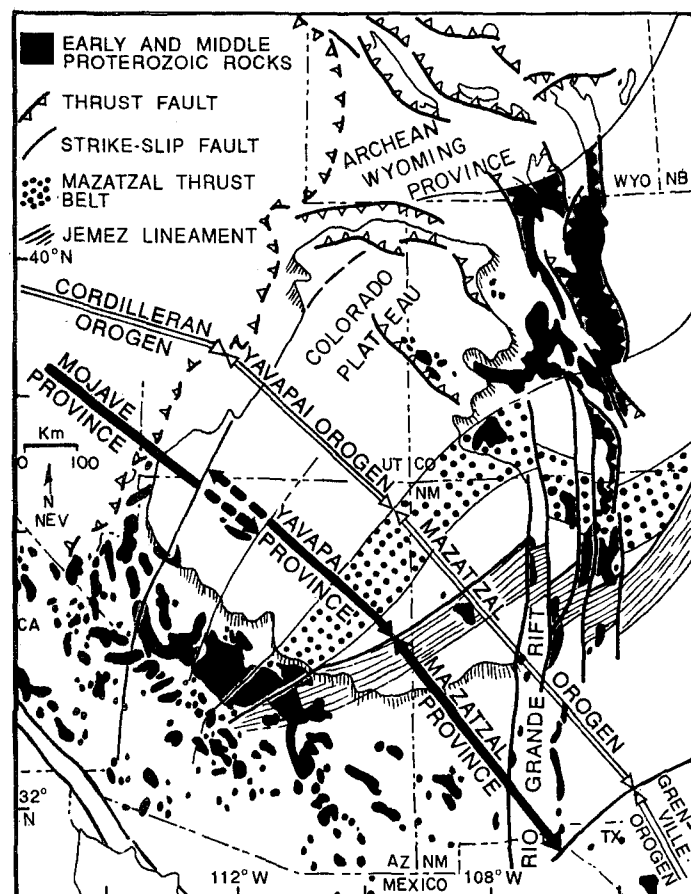 EARLY AND MIDDLE
PROTEROZOIC ROCKS
THRUST FAULT
STRIKE-SLIP FAULT
MAZATZAL THRUST
BELT
JEMEZ LINEAMENT
ARCHEAN
WYOMING
PROVINCE
WYO NB
40°N
CORDILLERAN
OROGEN
COLORADO
PLATEAU
YAVAPAI OROGEN
MOJAVE
PROVINCE
Km
0 100
N
NEV
UT CO
NM
YAVAPAI
PROVINCE
MAZATZAL
OROGEN
CA
MAZATZAL
PROVINCE
RIO GRANDE RIFT
32°
N
GREN-
VILLE
OROGEN
TX
AZ NM
MEXICO
112°W
108°W